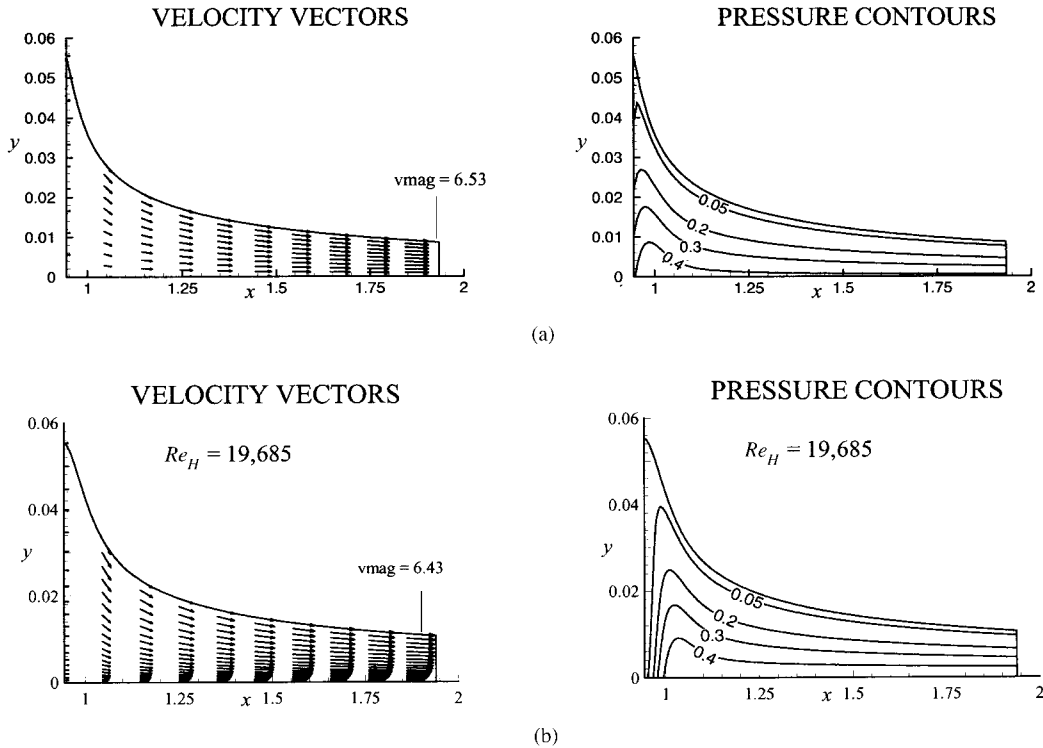 VELOCITY VECTORS
PRESSURE CONTOURS
0.06
0.05
0.04
0.03
0.02
0.01
0
y
vmag = 6.53
1
1.25
x
1.5
1.75
2
0.06
0.05
0.04
0.03
0.02
0.01
0
y
0.05
0.2
0.3
0.4
1
1.25
x
1.5
1.75
2
(a)
VELOCITY VECTORS
PRESSURE CONTOURS
0.06
0.04
0.02
0
y
Re_H = 19,685
vmag = 6.43
1
1.25
x
1.5
1.75
2
0.06
0.04
0.02
0
y
Re_H = 19,685
0.05
0.2
0.3
0.4
1
1.25
x
1.5
1.75
2
(b)